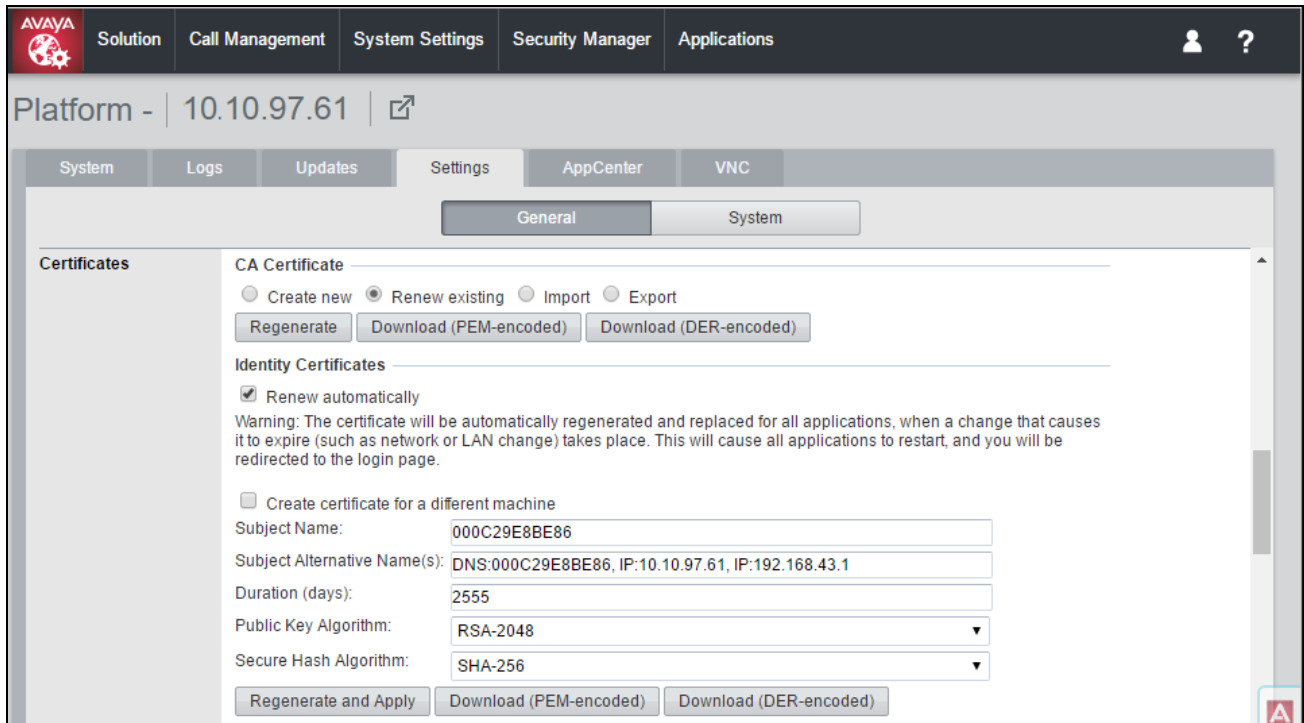 AVAYA
Solution Call Management System Settings Security Manager Applications ?
Platform - 10.10.97.61
System Logs Updates Settings AppCenter VNC
General System
Certificates
CA Certificate
Create new Renew existing Import Export
Regenerate Download (PEM-encoded) Download (DER-encoded)
Identity Certificates
Renew automatically
Warning: The certificate will be automatically regenerated and replaced for all applications, when a change that causes
it to expire (such as network or LAN change) takes place. This will cause all applications to restart, and you will be
redirected to the login page.
Create certificate for a different machine
Subject Name: 000C29E8BE86
Subject Alternative Name(s): DNS:000C29E8BE86, IP:10.10.97.61, IP:192.168.43.1
Duration (days): 2555
Public Key Algorithm: RSA-2048
Secure Hash Algorithm: SHA-256
Regenerate and Apply Download (PEM-encoded) Download (DER-encoded)
A